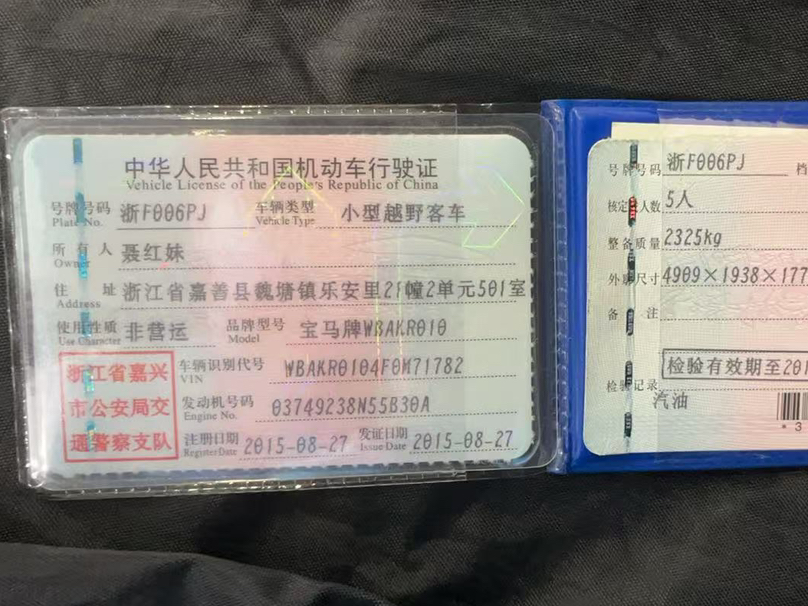 中华人民共和国机动车行驶证
Vehicle License of the People's Republic of China
号牌号码 浙F006PJ 车辆类型 小型越野客车
Plate No. Vehicle Type
所有人 聂红妹
Owner
住址 浙江省嘉善县魏塘镇乐安里21幢2单元501室
Address
使用性质 非营运 品牌型号 宝马牌WBAKR010
Use Character Model
浙江省嘉兴
市公安局交
通警察支队
车辆识别代号 WBAKR0104F0M71782
VIN
发动机号码 03749238N55B30A
Engine No.
注册日期 2015-08-27 发证日期 2015-08-27
Register Date Issue Date
号牌号码 浙F006PJ 档
核定人数 5人
整备质量 2325kg
外廓尺寸 4909×1938×177
备注
检验有效期至201
检验记录
汽油
*3